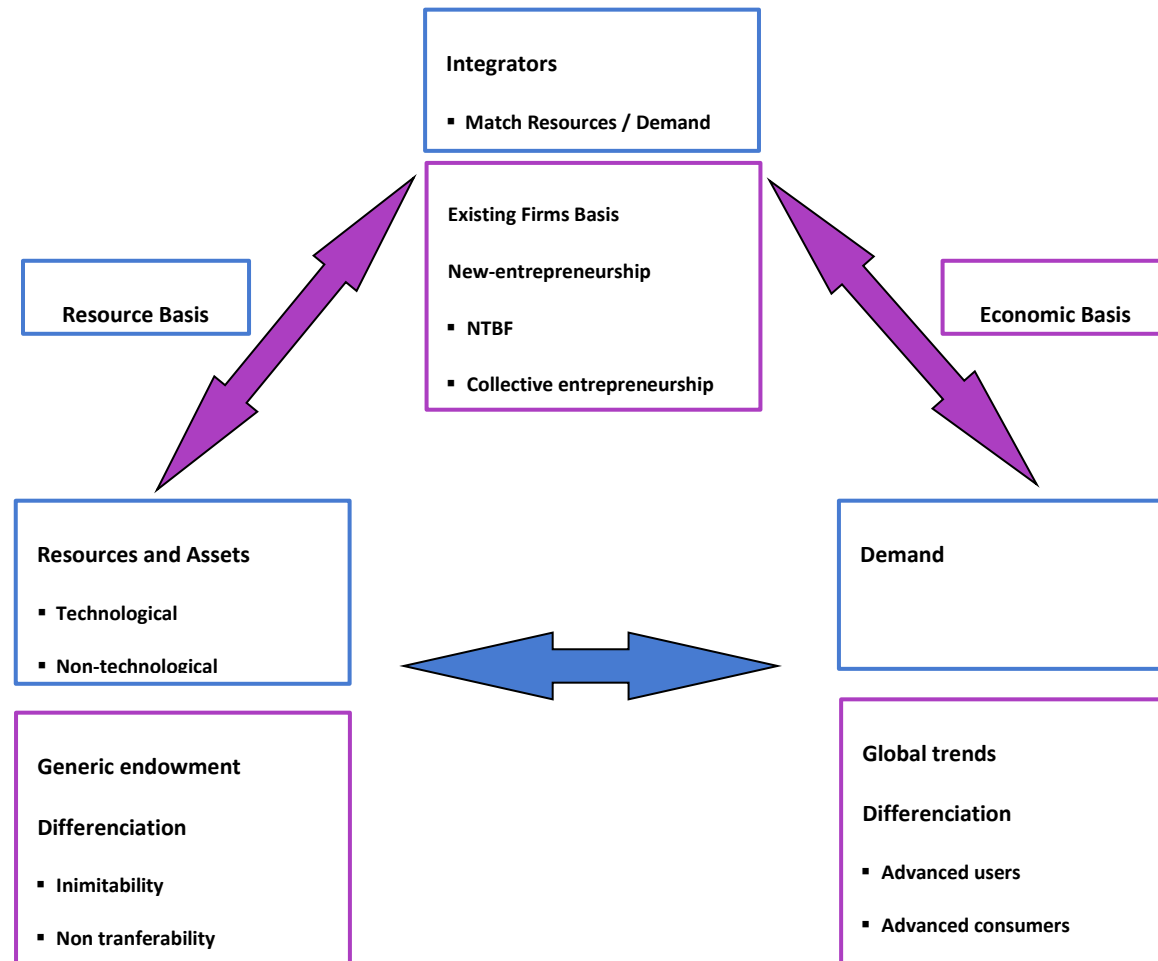 Integrators
▪ Match Resources / Demand
Existing Firms Basis
New-entrepreneurship
▪ NTBF
▪ Collective entrepreneurship
Resource Basis
Economic Basis
Resources and Assets
▪ Technological
▪ Non-technological
Demand
Generic endowment
Differenciation
▪ Inimitability
▪ Non tranferability
Global trends
Differenciation
▪ Advanced users
▪ Advanced consumers